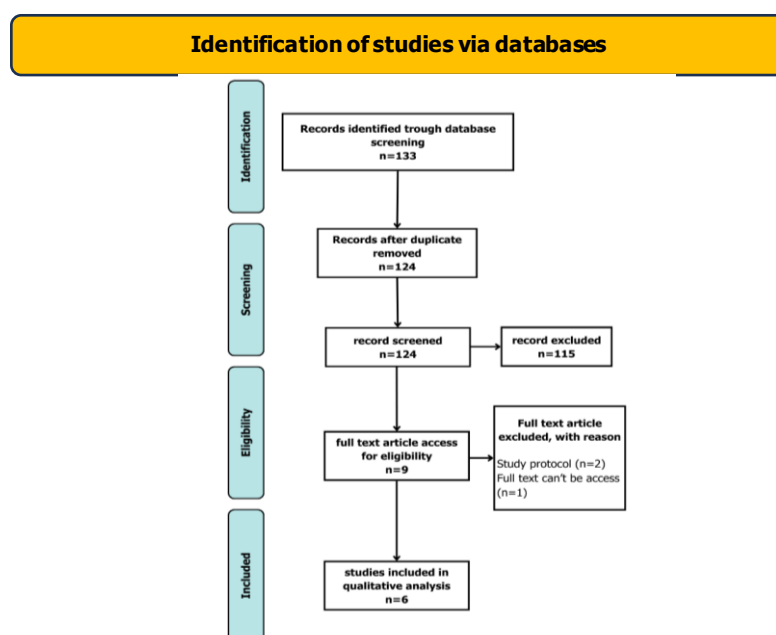 Identification of studies via databases
Identification
Records identified trough database
screening
n=133
Records after duplicate
removed
n=124
Screening
record screened
n=124
record excluded
n=115
Eligibility
full text article access
for eligibility
n=9
Full text article
excluded, with reason
Study protocol (n=2)
Full text can't be access
(n=1)
Included
studies included in
qualitative analysis
n=6